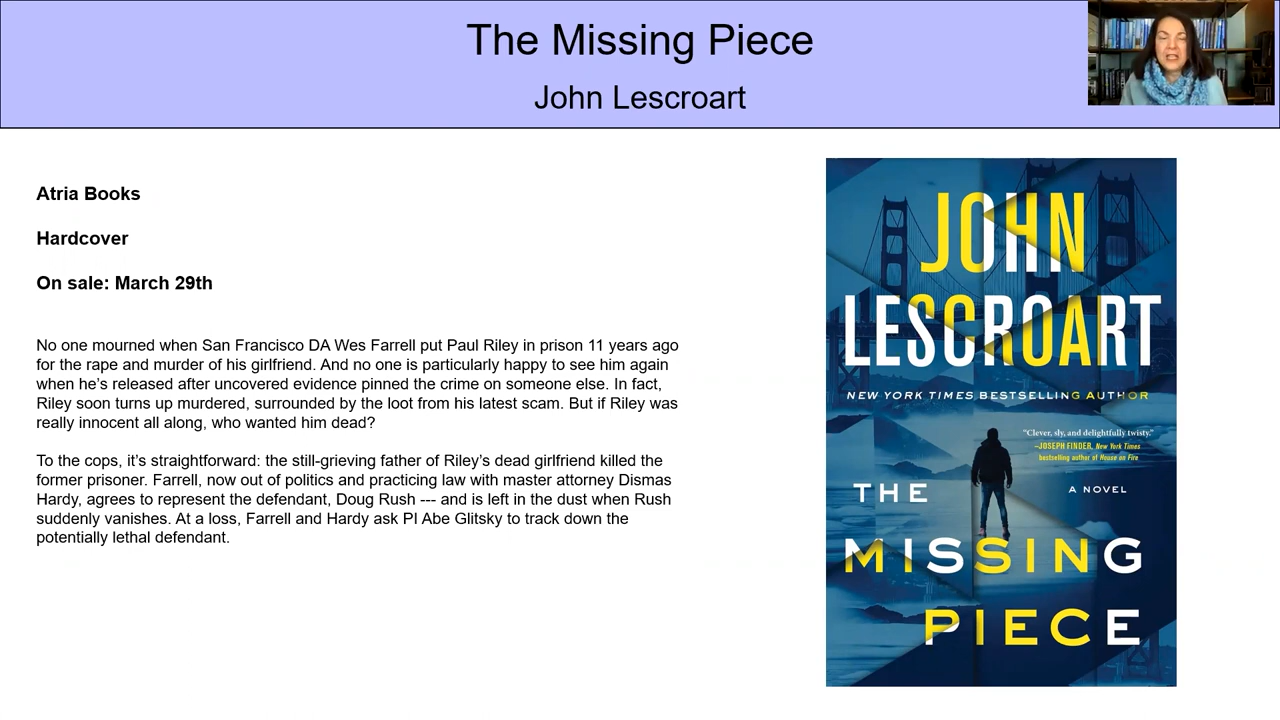 The Missing Piece
John Lescroart
Atria Books
Hardcover
On sale: March 29th
No one mourned when San Francisco DA Wes Farrell put Paul Riley in prison 11 years ago
for the rape and murder of his girlfriend. And no one is particularly happy to see him again
when he’s released after uncovered evidence pinned the crime on someone else. In fact,
Riley soon turns up murdered, surrounded by the loot from his latest scam. But if Riley was
really innocent all along, who wanted him dead?
To the cops, it’s straightforward: the still-grieving father of Riley’s dead girlfriend killed the
former prisoner. Farrell, now out of politics and practicing law with master attorney Dismas
Hardy, agrees to represent the defendant, Doug Rush --- and is left in the dust when Rush
suddenly vanishes. At a loss, Farrell and Hardy ask PI Abe Glitsky to track down the
potentially lethal defendant.
JOHN
LESCROART
NEW YORK TIMES BESTSELLING AUTHOR
“Clever, sly, and delightfully twisty.”
–JOSEPH FINDER, New York Times
bestselling author of House on Fire
THE
A NOVEL
MISSING
PIECE